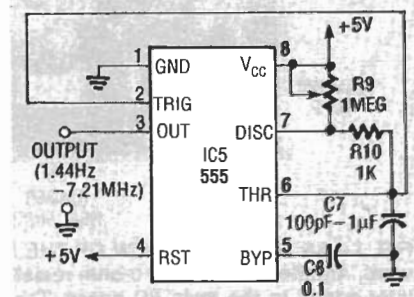 +5V
1
GND
8
VCC
R9
1MEG
2
TRIG
3
OUT
DISC
7
R10
1K
OUTPUT
(1.44Hz
–7.21MHz)
IC5
555
THR
6
C7
100pF–1μF
+5V
4
RST
BYP
5
C6
0.1